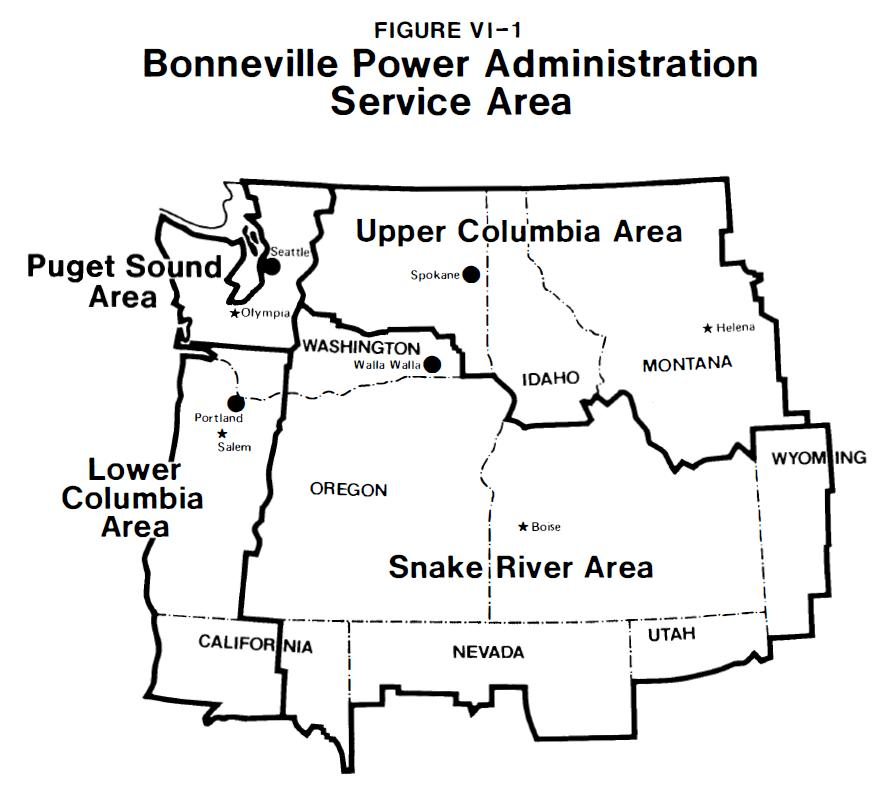 FIGURE VI-1
Bonneville Power Administration
Service Area
Upper Columbia Area
Puget Sound
Area
Seattle
Spokane
Olympia
Helena
WASHINGTON
Walla Walla
IDAHO
MONTANA
Portland
Salem
Lower
Columbia
Area
WYOMING
OREGON
Boise
Snake River Area
CALIFORNIA
NEVADA
UTAH